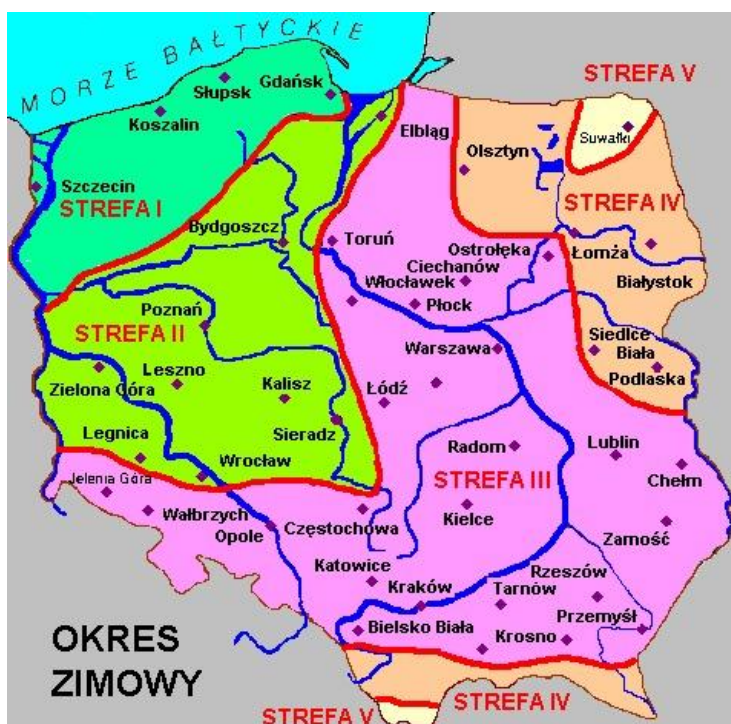 MORZE BAŁTYCKIE
STREFA V
Gdańsk
Słupsk
Koszalin
Elbląg
Olsztyn
Suwałki
Szczecin
STREFA I
STREFA IV
Bydgoszcz
Toruń
Ostrołęka
Łomża
Ciechanów
Włocławek
Białystok
Poznań
Płock
STREFA II
Warszawa
Siedlce
Biała
Podlaska
Leszno
Zielona Góra
Kalisz
Łódź
Sieradz
Legnica
Radom
Lublin
Wrocław
STREFA III
Chełm
Jelenia Góra
Wałbrzych
Częstochowa
Kielce
Opole
Zamość
Katowice
Rzeszów
Kraków
Tarnów
Przemyśl
Bielsko Biała
Krosno
OKRES
ZIMOWY
STREFA IV
STREFA V